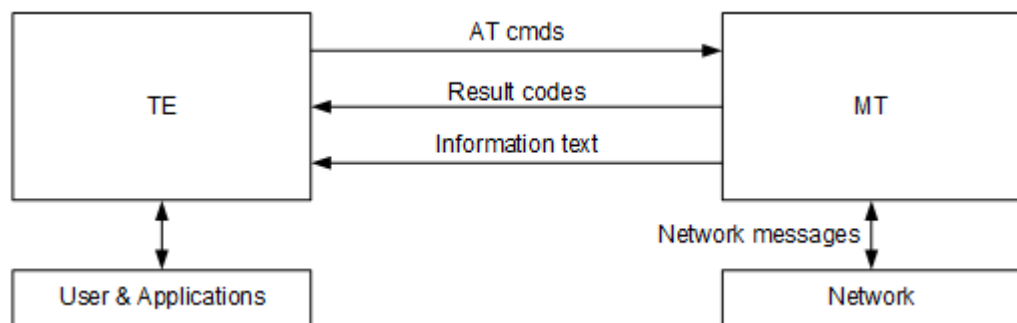 AT cmds
TE
Result codes
MT
Information text
Network messages
User & Applications
Network